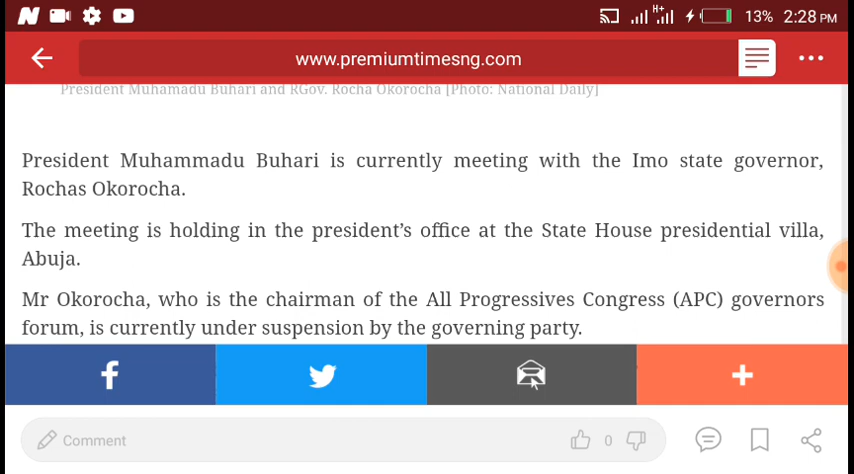 H+
13% 2:28 PM
www.premiumtimesng.com
President Muhamadu Buhari and RGov. Rocha Okorocha [Photo: National Daily]
President Muhammadu Buhari is currently meeting with the Imo state governor,
Rochas Okorocha.
The meeting is holding in the president's office at the State House presidential villa,
Abuja.
Mr Okorocha, who is the chairman of the All Progressives Congress (APC) governors
forum, is currently under suspension by the governing party.
Comment 0